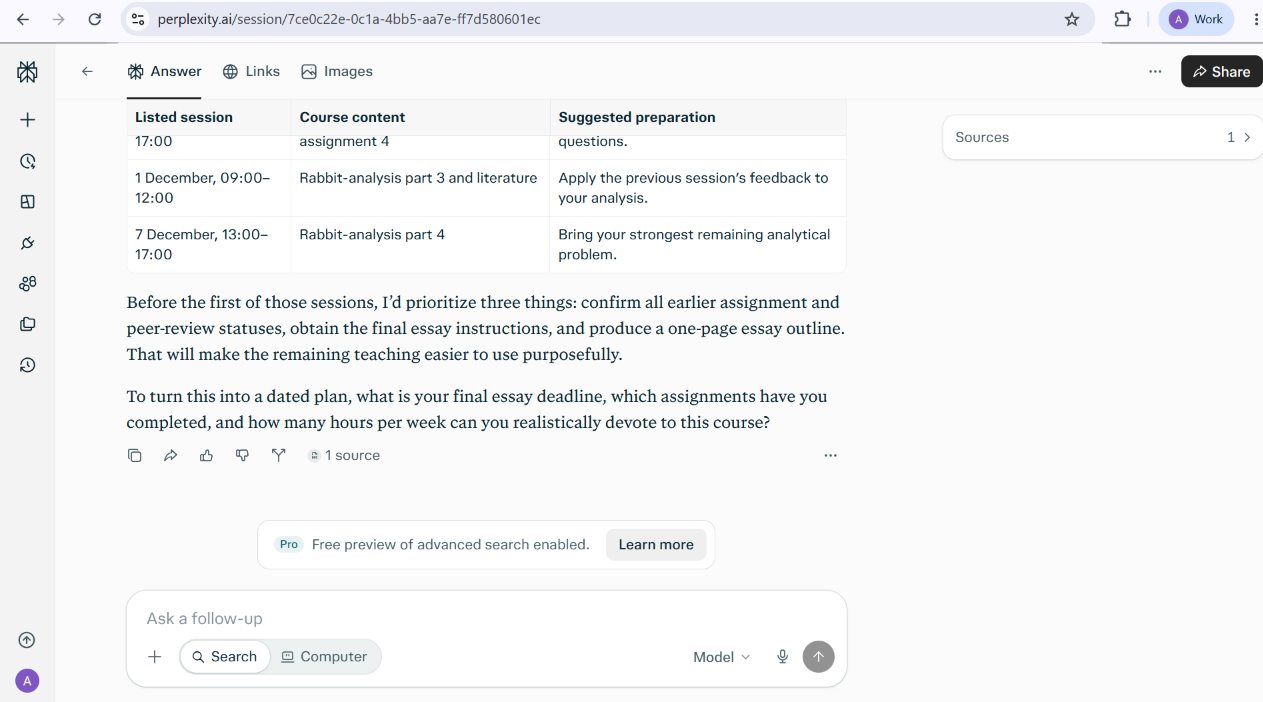 perplexity.ai/session/7ce0c22e-0c1a-4bb5-aa7e-ff7d580601ec
A Work
Answer Links Images
Share
Listed session Course content Suggested preparation
17:00 assignment 4 questions.
1 December, 09:00– Rabbit-analysis part 3 and literature Apply the previous session’s feedback to
12:00 your analysis.
7 December, 13:00– Rabbit-analysis part 4 Bring your strongest remaining analytical
17:00 problem.
Sources 1
Before the first of those sessions, I’d prioritize three things: confirm all earlier assignment and
peer-review statuses, obtain the final essay instructions, and produce a one-page essay outline.
That will make the remaining teaching easier to use purposefully.
To turn this into a dated plan, what is your final essay deadline, which assignments have you
completed, and how many hours per week can you realistically devote to this course?
1 source
Pro Free preview of advanced search enabled. Learn more
Ask a follow-up
Search Computer Model
A